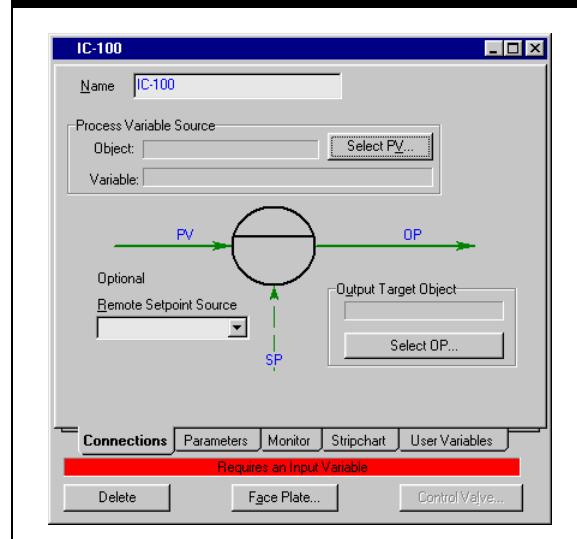 IC-100
Name IC-100
Process Variable Source
Object: Select PV...
Variable:
PV OP
Optional
Remote Setpoint Source
Output Target Object
Select OP...
SP
Connections Parameters Monitor Stripchart User Variables
Requires an Input Variable
Delete Face Plate... Control Valve...